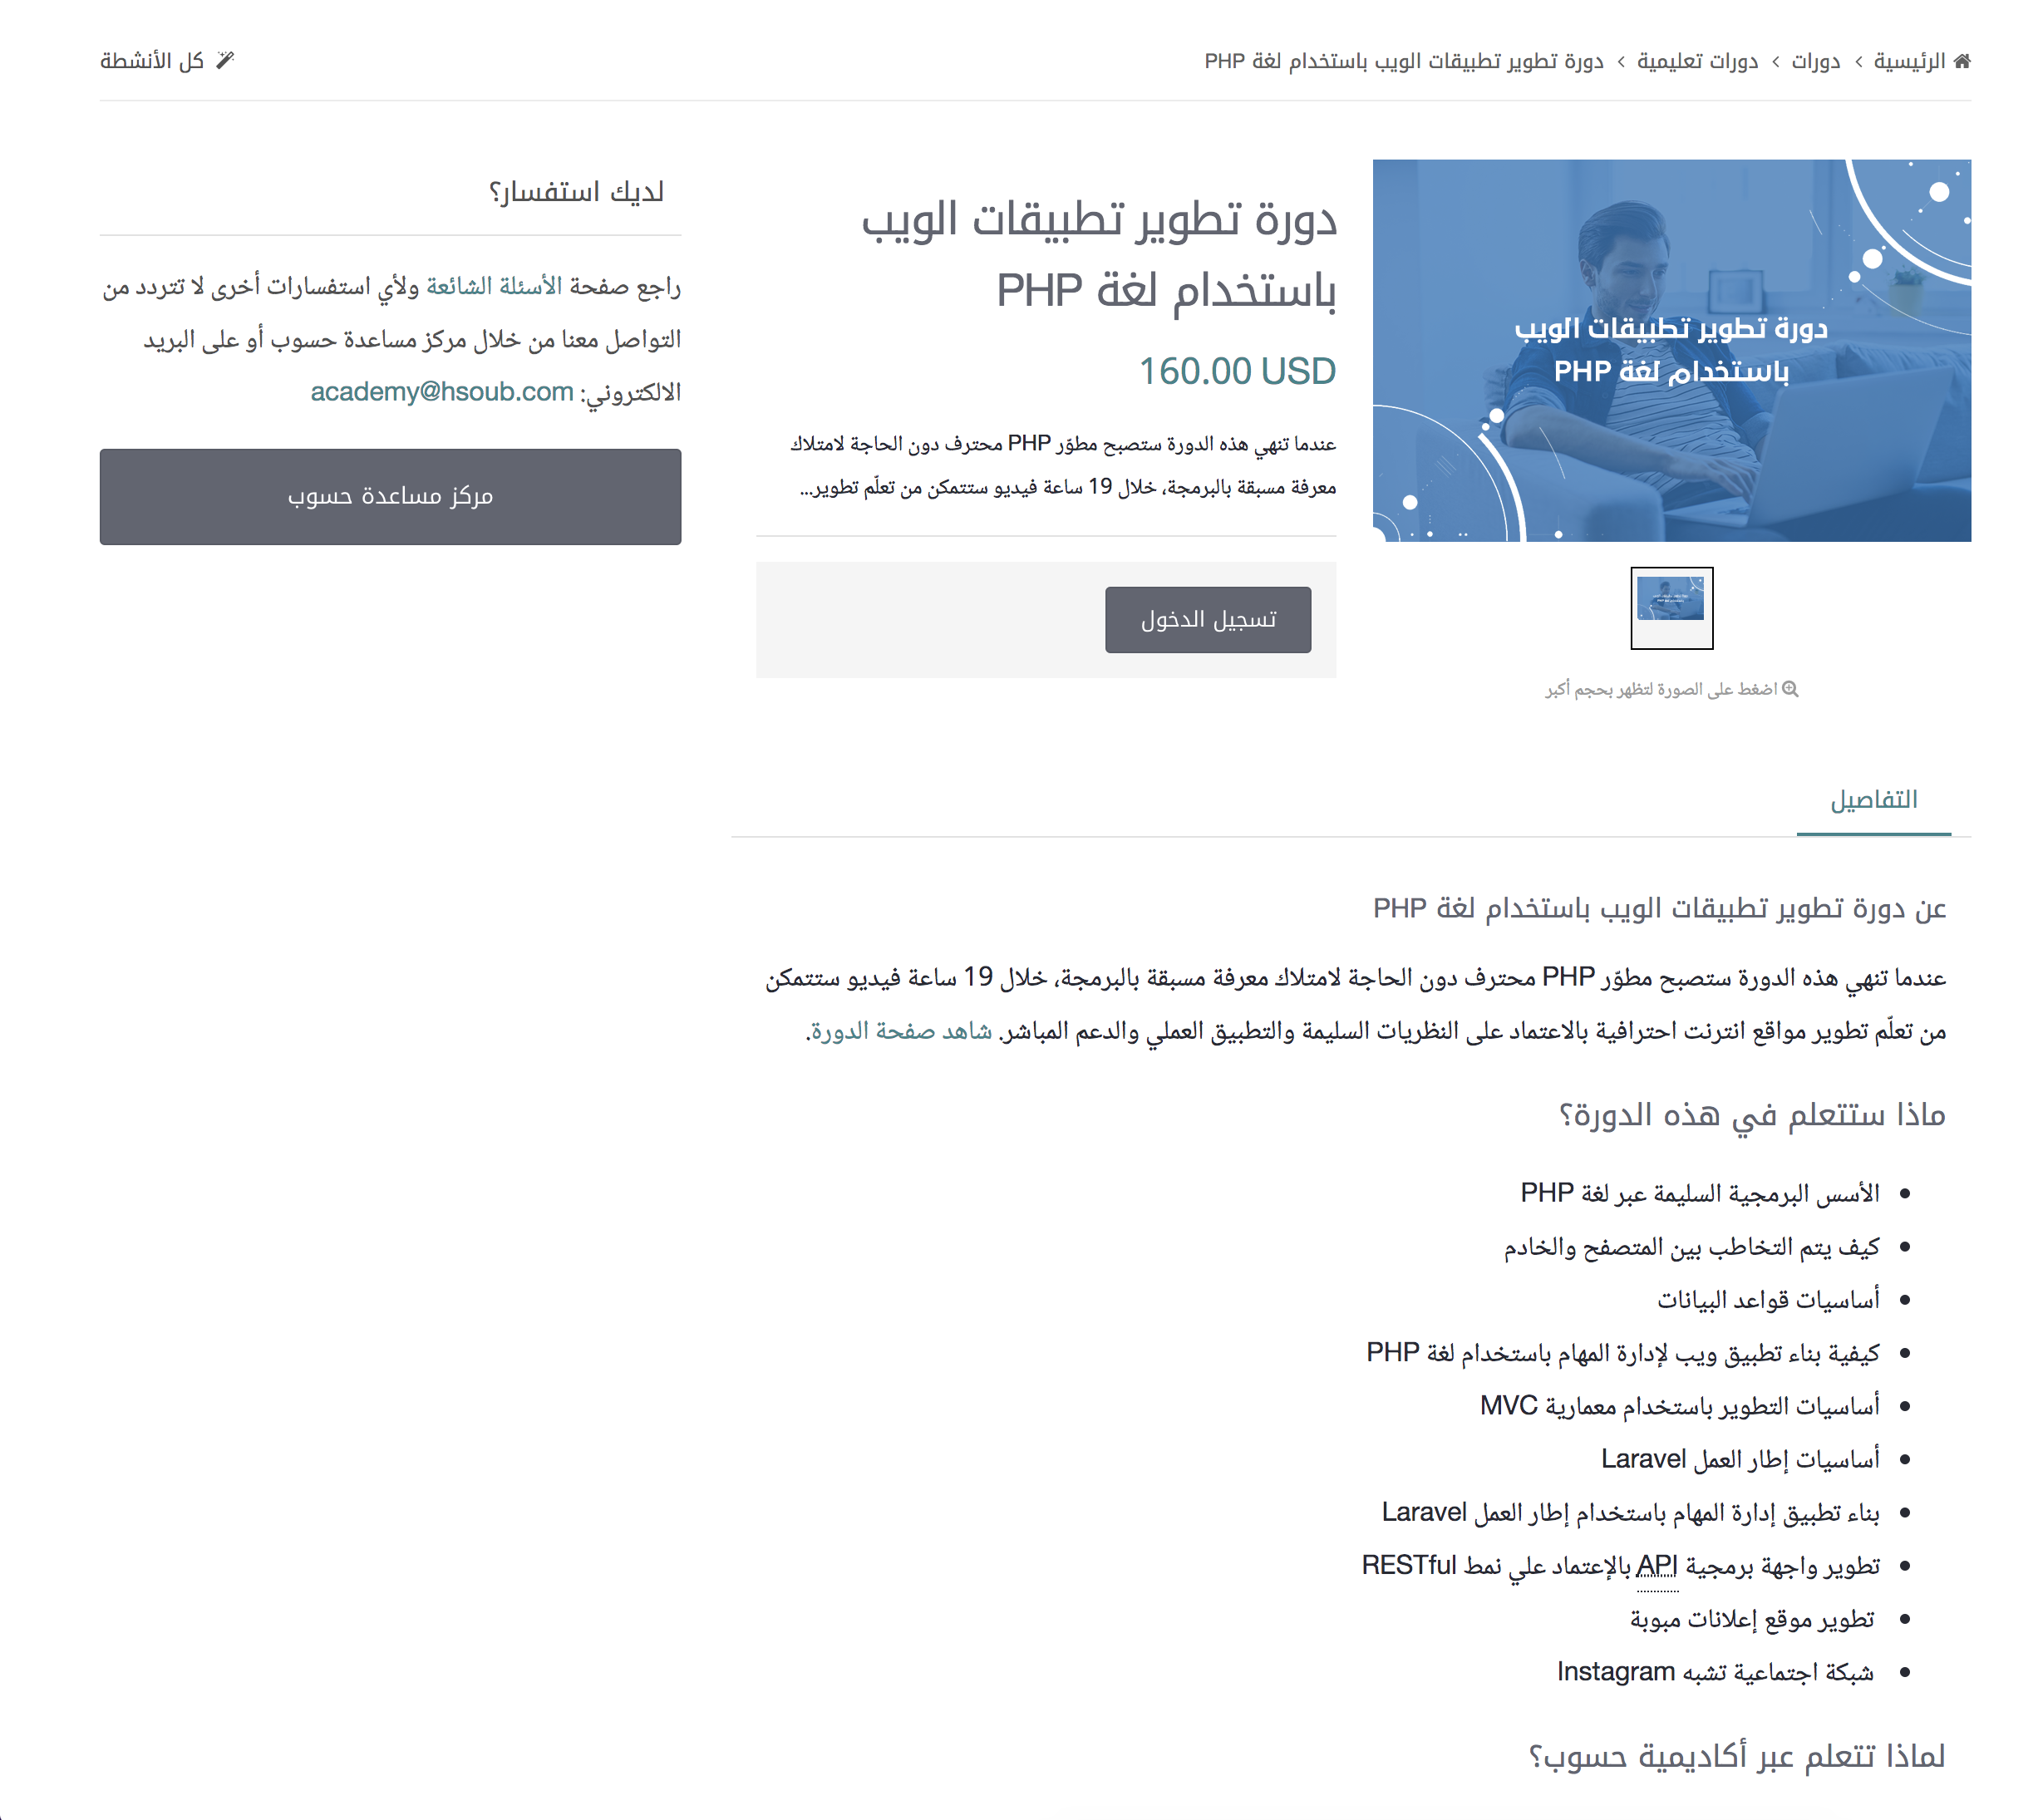 الرئيسية › دورات › دورات تعليمية › دورة تطوير تطبيقات الويب باستخدام لغة PHP
كل الأنشطة
دورة تطوير تطبيقات الويب
باستخدام لغة PHP
اضغط على الصورة لتظهر بحجم أكبر
دورة تطوير تطبيقات الويب
باستخدام لغة PHP
160.00 USD
عندما تنهي هذه الدورة ستصبح مطوّر PHP محترف دون الحاجة لامتلاك
معرفة مسبقة بالبرمجة، خلال 19 ساعة فيديو ستتمكن من تعلّم تطوير...
تسجيل الدخول
لديك استفسار؟
راجع صفحة الأسئلة الشائعة ولأي استفسارات أخرى لا تتردد من
التواصل معنا من خلال مركز مساعدة حسوب أو على البريد
الالكتروني: academy@hsoub.com
مركز مساعدة حسوب
التفاصيل
عن دورة تطوير تطبيقات الويب باستخدام لغة PHP
عندما تنهي هذه الدورة ستصبح مطوّر PHP محترف دون الحاجة لامتلاك معرفة مسبقة بالبرمجة، خلال 19 ساعة فيديو ستتمكن
من تعلّم تطوير مواقع انترنت احترافية بالاعتماد على النظريات السليمة والتطبيق العملي والدعم المباشر. شاهد صفحة الدورة.
ماذا ستتعلم في هذه الدورة؟
• الأسس البرمجية السليمة عبر لغة PHP
• كيف يتم التخاطب بين المتصفح والخادم
• أساسيات قواعد البيانات
• كيفية بناء تطبيق ويب لإدارة المهام باستخدام لغة PHP
• أساسيات التطوير باستخدام معمارية MVC
• أساسيات إطار العمل Laravel
• بناء تطبيق إدارة المهام باستخدام إطار العمل Laravel
• تطوير واجهة برمجية API بالإعتماد علي نمط RESTful
• تطوير موقع إعلانات مبوبة
• شبكة اجتماعية تشبه Instagram
لماذا تتعلم عبر أكاديمية حسوب؟